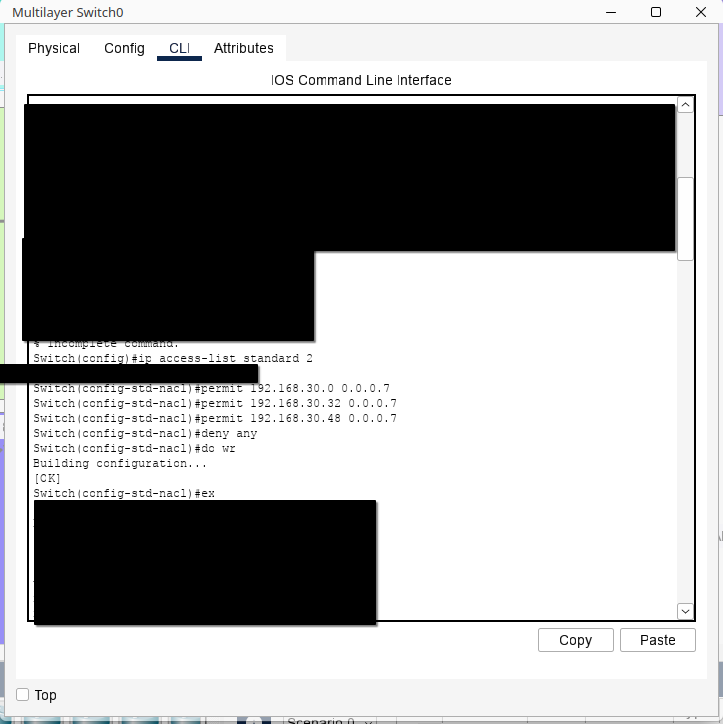 Multilayer Switch0
Physical Config CLI Attributes
IOS Command Line Interface
% Incomplete command.
Switch(config)#ip access-list standard 2
Switch(config-std-nacl)#permit 192.168.30.0 0.0.0.7
Switch(config-std-nacl)#permit 192.168.30.32 0.0.0.7
Switch(config-std-nacl)#permit 192.168.30.48 0.0.0.7
Switch(config-std-nacl)#deny any
Switch(config-std-nacl)#do wr
Building configuration...
[OK]
Switch(config-std-nacl)#ex
Copy Paste
Top
Scenario 0